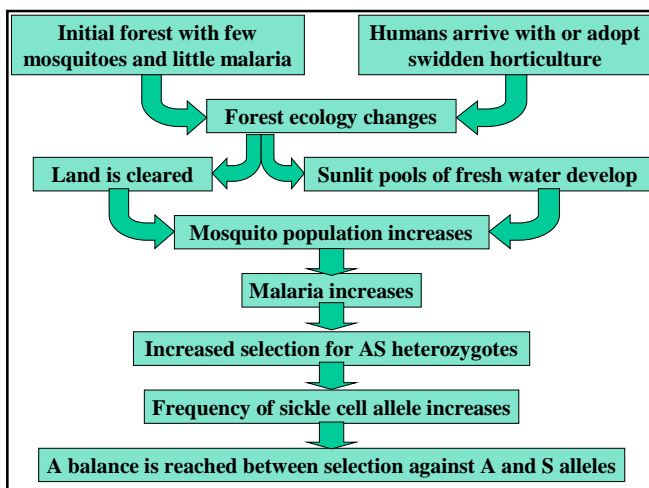 Initial forest with few
mosquitoes and little malaria
Humans arrive with or adopt
swidden horticulture
Forest ecology changes
Land is cleared
Sunlit pools of fresh water develop
Mosquito population increases
Malaria increases
Increased selection for AS heterozygotes
Frequency of sickle cell allele increases
A balance is reached between selection against A and S alleles